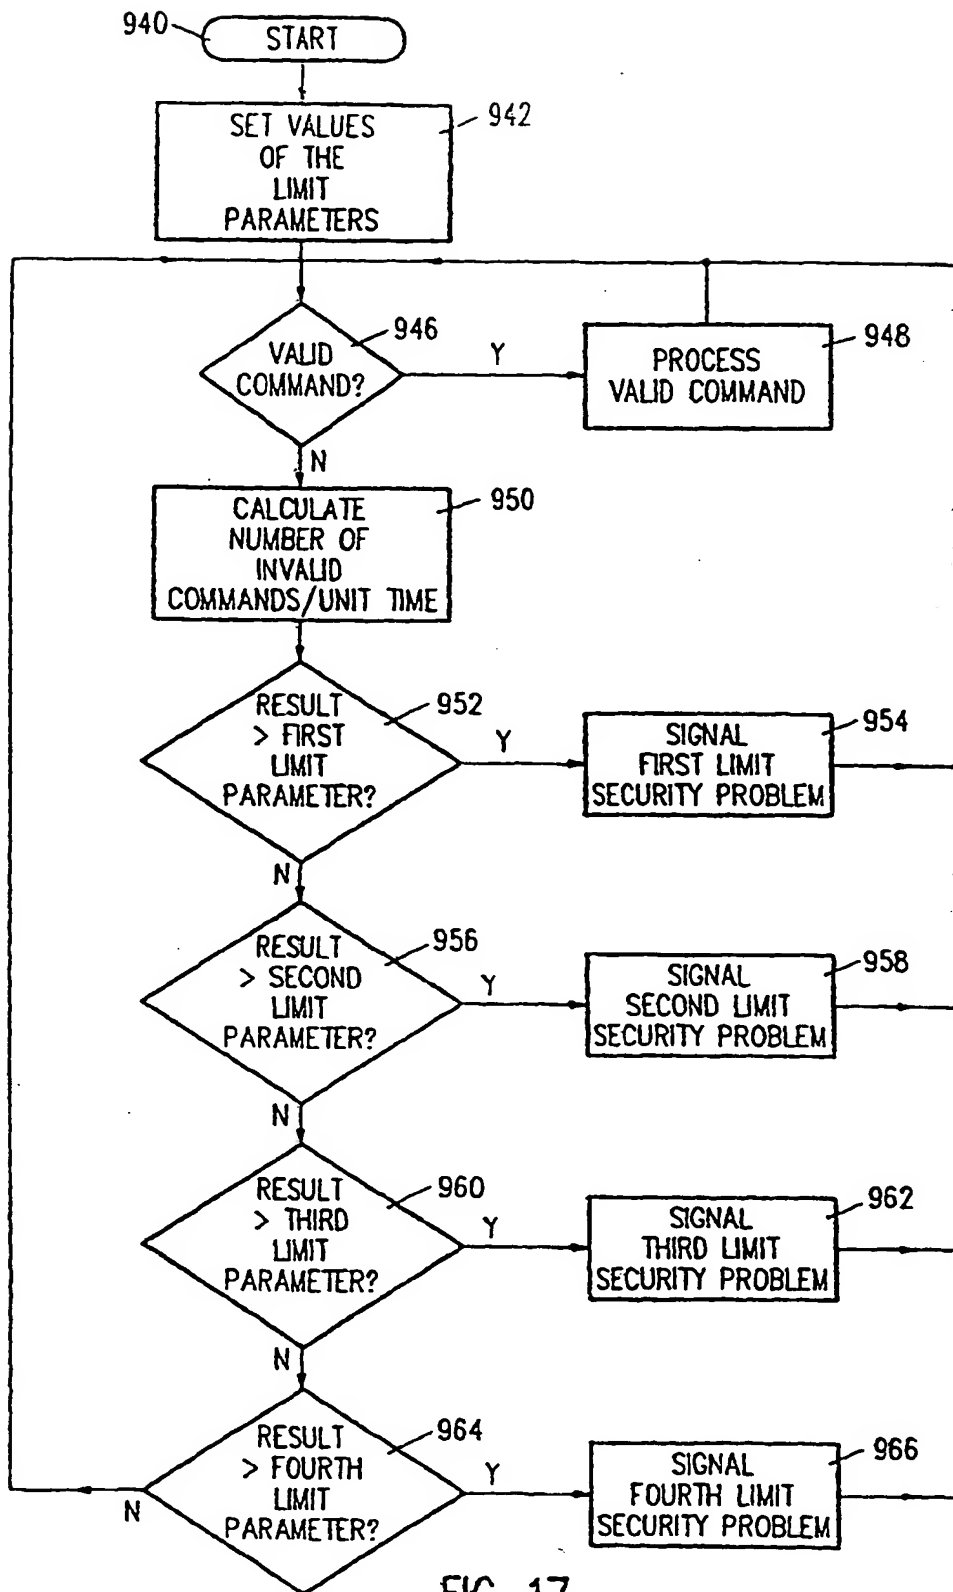 940
START
942
SET VALUES
OF THE
LIMIT
PARAMETERS
946
VALID
COMMAND?
Y
948
PROCESS
VALID COMMAND
N
950
CALCULATE
NUMBER OF
INVALID
COMMANDS/UNIT TIME
952
RESULT
> FIRST
LIMIT
PARAMETER?
Y
954
SIGNAL
FIRST LIMIT
SECURITY PROBLEM
N
956
RESULT
> SECOND
LIMIT
PARAMETER?
Y
958
SIGNAL
SECOND LIMIT
SECURITY PROBLEM
N
960
RESULT
> THIRD
LIMIT
PARAMETER?
Y
962
SIGNAL
THIRD LIMIT
SECURITY PROBLEM
N
964
RESULT
> FOURTH
LIMIT
PARAMETER?
Y
966
SIGNAL
FOURTH LIMIT
SECURITY PROBLEM
N
FIG. 17